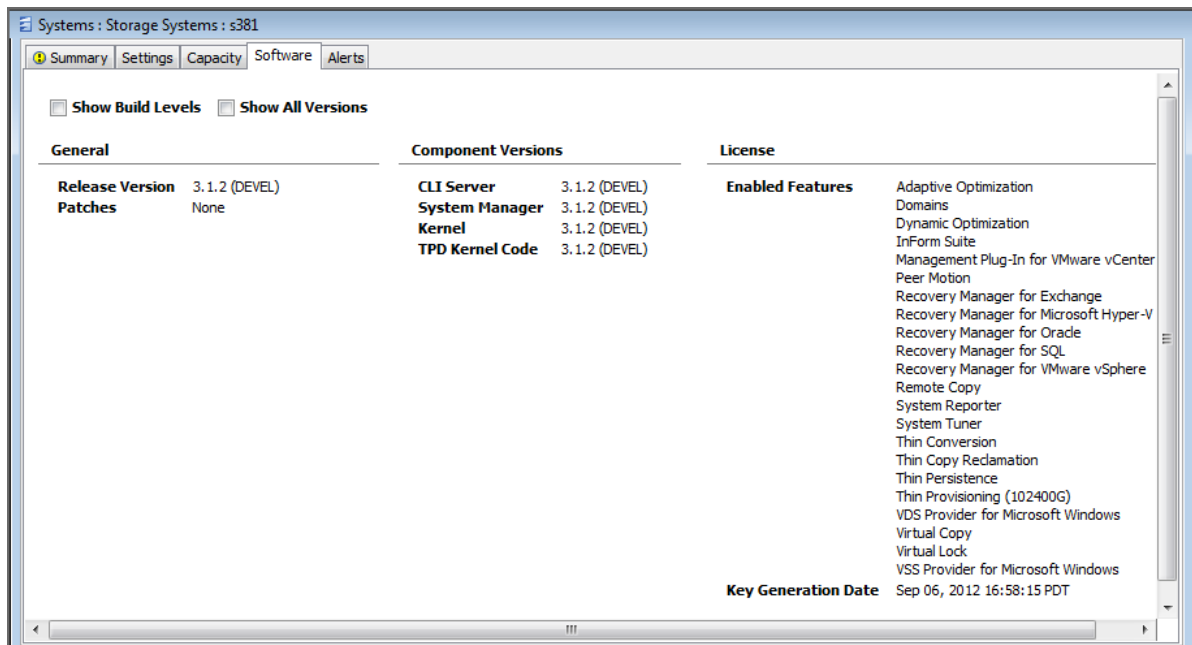 Systems : Storage Systems : s381
Summary Settings Capacity Software Alerts
Show Build Levels Show All Versions
General
Release Version 3.1.2 (DEVEL)
Patches None
Component Versions
CLI Server 3.1.2 (DEVEL)
System Manager 3.1.2 (DEVEL)
Kernel 3.1.2 (DEVEL)
TPD Kernel Code 3.1.2 (DEVEL)
License
Enabled Features Adaptive Optimization
Domains
Dynamic Optimization
InForm Suite
Management Plug-In for VMware vCenter
Peer Motion
Recovery Manager for Exchange
Recovery Manager for Microsoft Hyper-V
Recovery Manager for Oracle
Recovery Manager for SQL
Recovery Manager for VMware vSphere
Remote Copy
System Reporter
System Tuner
Thin Conversion
Thin Copy Reclamation
Thin Persistence
Thin Provisioning (102400G)
VDS Provider for Microsoft Windows
Virtual Copy
Virtual Lock
VSS Provider for Microsoft Windows
Key Generation Date Sep 06, 2012 16:58:15 PDT